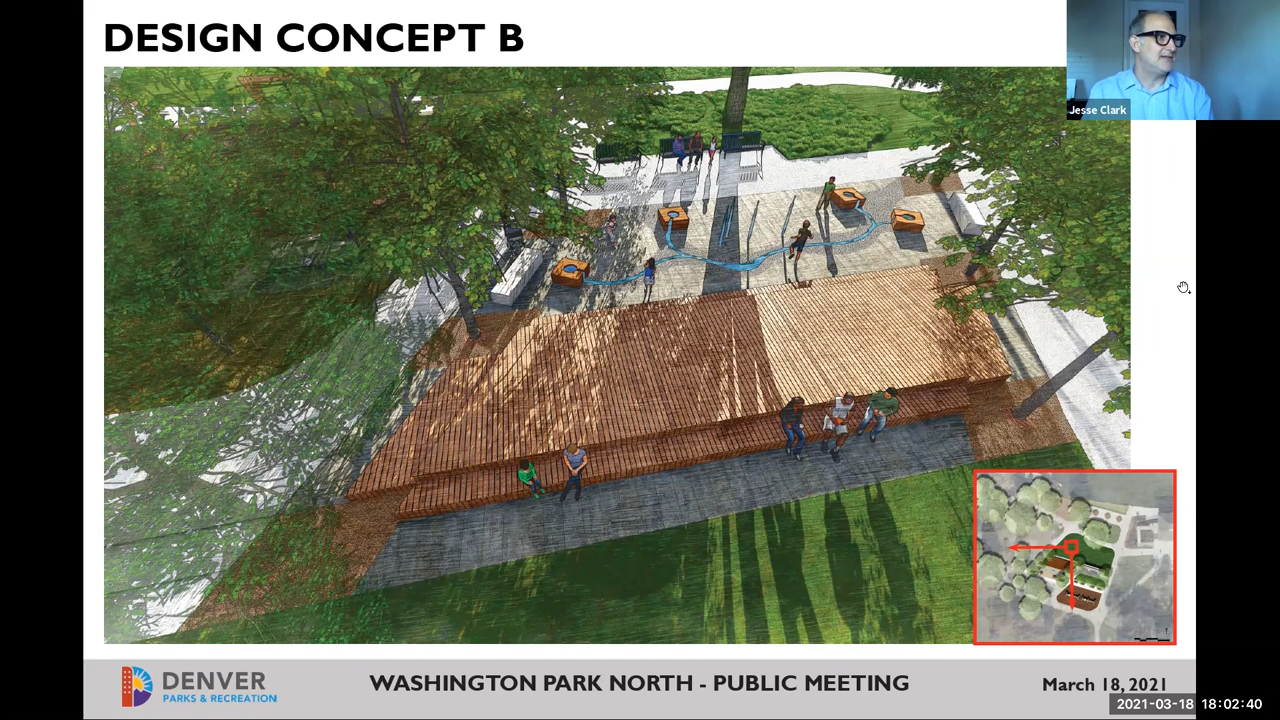 DESIGN CONCEPT B
Jesse Clark
DENVER
PARKS & RECREATION
WASHINGTON PARK NORTH - PUBLIC MEETING
March 18, 2021
2021-03-18 18:02:40